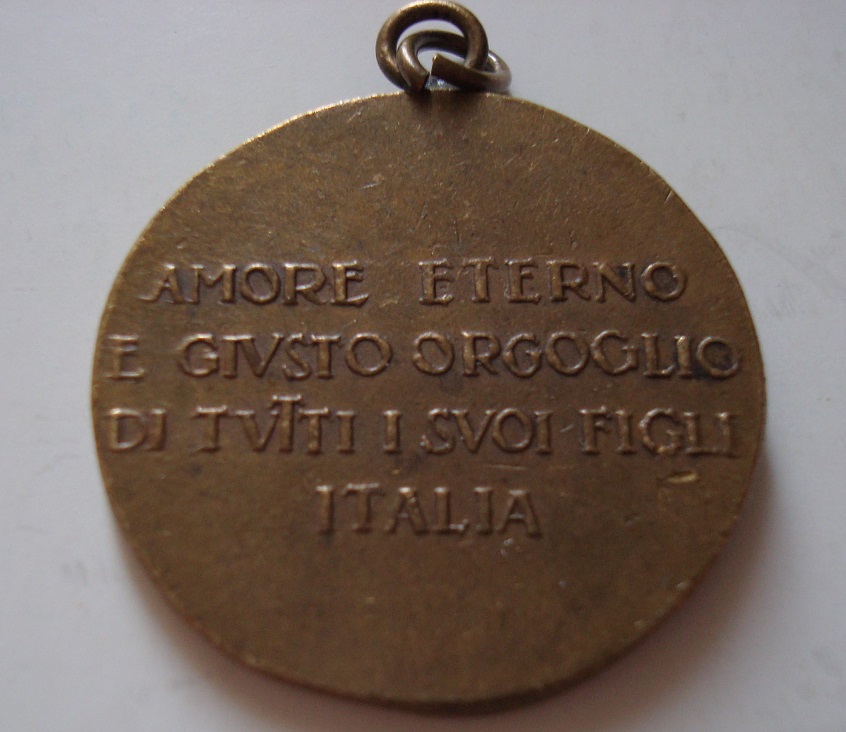 AMORE ETERNO
E GIVSTO ORGOGLIO
DI TVTTI I SVOI FIGLI
ITALIA